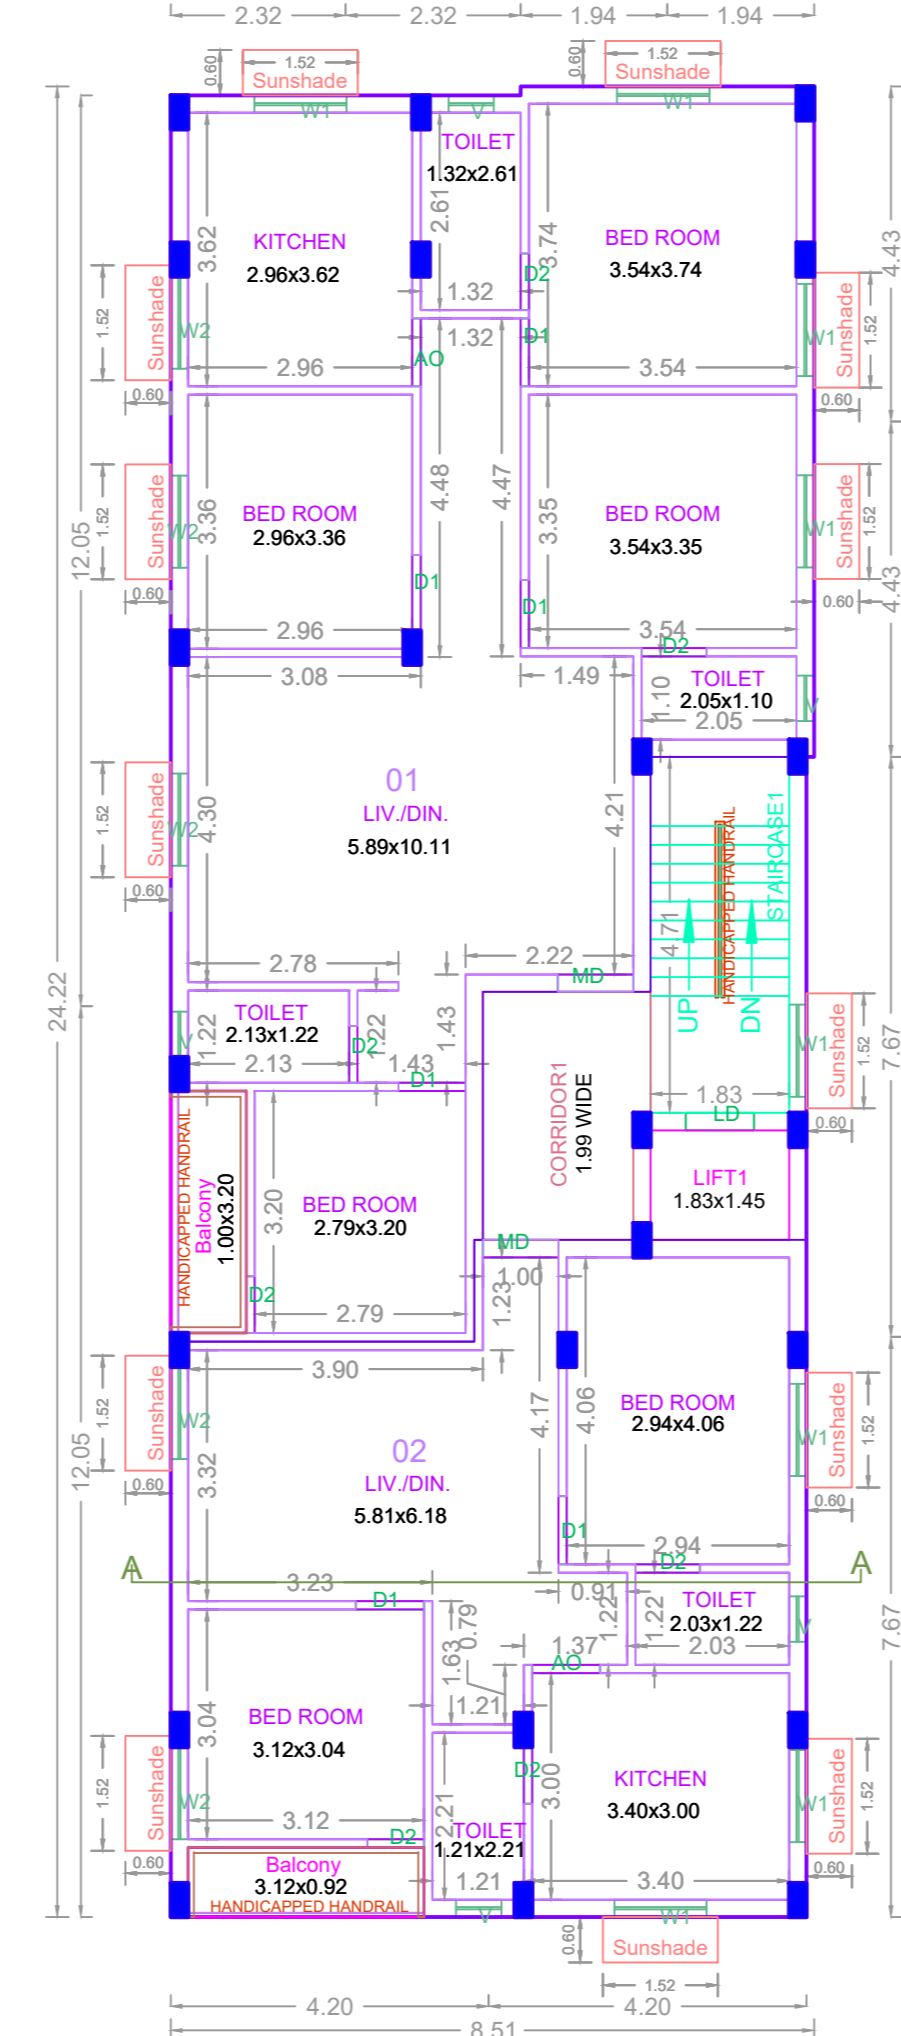 2.32
2.32
1.94
1.94
0.60
1.52
Sunshade
0.60
1.52
Sunshade
W1
V
W1
TOILET
1.32x2.61
2.61
3.62
KITCHEN
2.96x3.62
3.74
BED ROOM
3.54x3.74
4.43
D2
1.32
1.52
Sunshade
W2
1.32
D1
W1
Sunshade
1.52
AO
2.96
3.54
0.60
0.60
4.48
4.47
3.36
BED ROOM
2.96x3.36
3.35
BED ROOM
3.54x3.35
1.52
Sunshade
W2
W1
Sunshade
1.52
12.05
4.43
D1
D1
0.60
0.60
2.96
3.54
D2
3.08
1.49
1.10
TOILET
2.05x1.10
2.05
V
01
LIV./DIN.
5.89x10.11
4.30
4.21
1.52
Sunshade
W2
0.60
HANDICAPPED HANDRAIL
STAIRCASE1
4.71
UP
DN
2.78
2.22
MD
24.22
TOILET
2.13x1.22
1.22
2.13
V
1.22
D2
1.43
1.43
D1
W1
Sunshade
1.52
7.67
0.60
1.83
LD
CORRIDOR1
1.99 WIDE
LIFT1
1.83x1.45
HANDICAPPED HANDRAIL
Balcony
1.00x3.20
3.20
BED ROOM
2.79x3.20
D2
2.79
MD
1.00
1.23
3.90
1.52
Sunshade
W2
0.60
3.32
4.17
4.06
BED ROOM
2.94x4.06
W1
Sunshade
1.52
0.60
12.05
02
LIV./DIN.
5.81x6.18
D1
2.94
D2
A
A
3.23
D1
0.91
1.22
1.22
TOILET
2.03x1.22
2.03
V
7.67
1.63
0.79
1.37
AO
1.21
3.04
BED ROOM
3.12x3.04
1.52
Sunshade
W2
0.60
3.12
D2
D2
3.00
KITCHEN
3.40x3.00
W1
Sunshade
1.52
0.60
2.21
TOILET
1.21x2.21
1.21
3.40
Balcony
3.12x0.92
HANDICAPPED HANDRAIL
V
W1
0.60
Sunshade
1.52
4.20
4.20
8.51